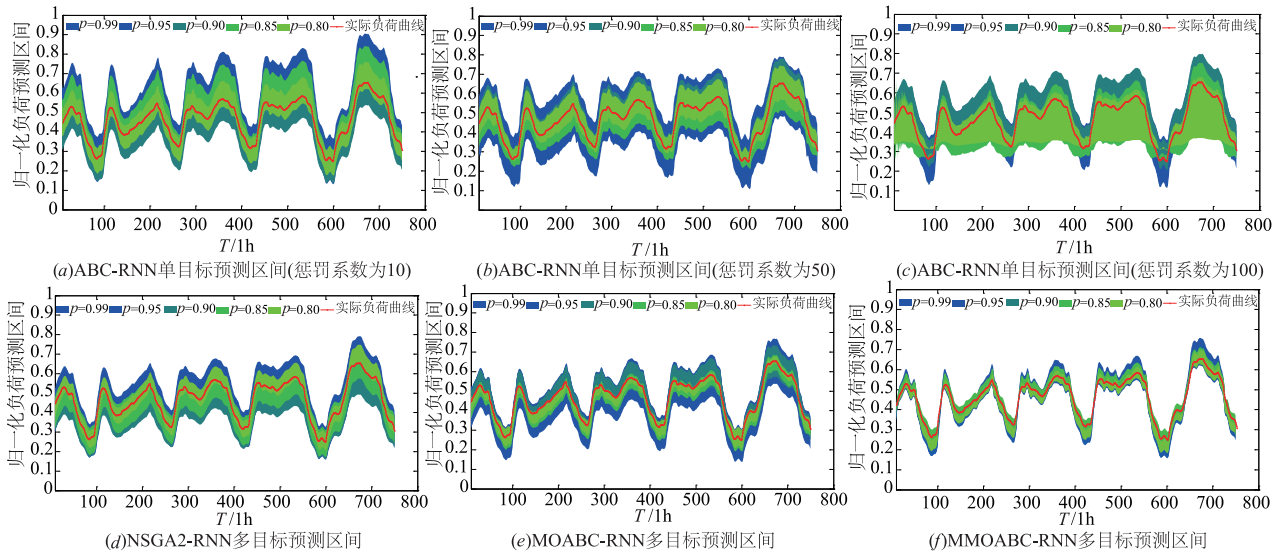 p=0.99 p=0.95 p=0.90 p=0.85 p=0.80 实际负荷曲线
归一化负荷预测区间
1
0.9
0.8
0.7
0.6
0.5
0.4
0.3
0.2
0.1
0
100 200 300 400 500 600 700 800
T/1h
(a)ABC-RNN单目标预测区间(惩罚系数为10)
p=0.99 p=0.95 p=0.90 p=0.85 p=0.80 实际负荷曲线
归一化负荷预测区间
1
0.9
0.8
0.7
0.6
0.5
0.4
0.3
0.2
0.1
0
100 200 300 400 500 600 700 800
T/1h
(b)ABC-RNN单目标预测区间(惩罚系数为50)
p=0.99 p=0.95 p=0.90 p=0.85 p=0.80 实际负荷曲线
归一化负荷预测区间
1
0.9
0.8
0.7
0.6
0.5
0.4
0.3
0.2
0.1
0
100 200 300 400 500 600 700 800
T/1h
(c)ABC-RNN单目标预测区间(惩罚系数为100)
p=0.99 p=0.95 p=0.90 p=0.85 p=0.80 实际负荷曲线
归一化负荷预测区间
1
0.9
0.8
0.7
0.6
0.5
0.4
0.3
0.2
0.1
0
100 200 300 400 500 600 700 800
T/1h
(d)NSGA2-RNN多目标预测区间
p=0.99 p=0.95 p=0.90 p=0.85 p=0.80 实际负荷曲线
归一化负荷预测区间
1
0.9
0.8
0.7
0.6
0.5
0.4
0.3
0.2
0.1
0
100 200 300 400 500 600 700 800
T/1h
(e)MOABC-RNN多目标预测区间
p=0.99 p=0.95 p=0.90 p=0.85 p=0.80 实际负荷曲线
归一化负荷预测区间
1
0.9
0.8
0.7
0.6
0.5
0.4
0.3
0.2
0.1
0
100 200 300 400 500 600 700 800
T/1h
(f)MMOABC-RNN多目标预测区间